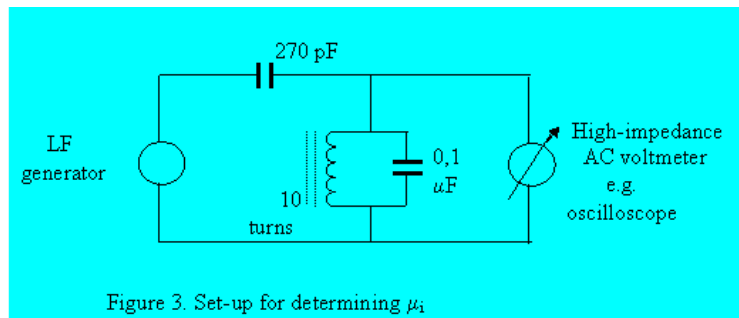 270 pF
LF
generator
10
turns
0,1
uF
High-impedance
AC voltmeter
e.g.
oscilloscope
Figure 3. Set-up for determining μi